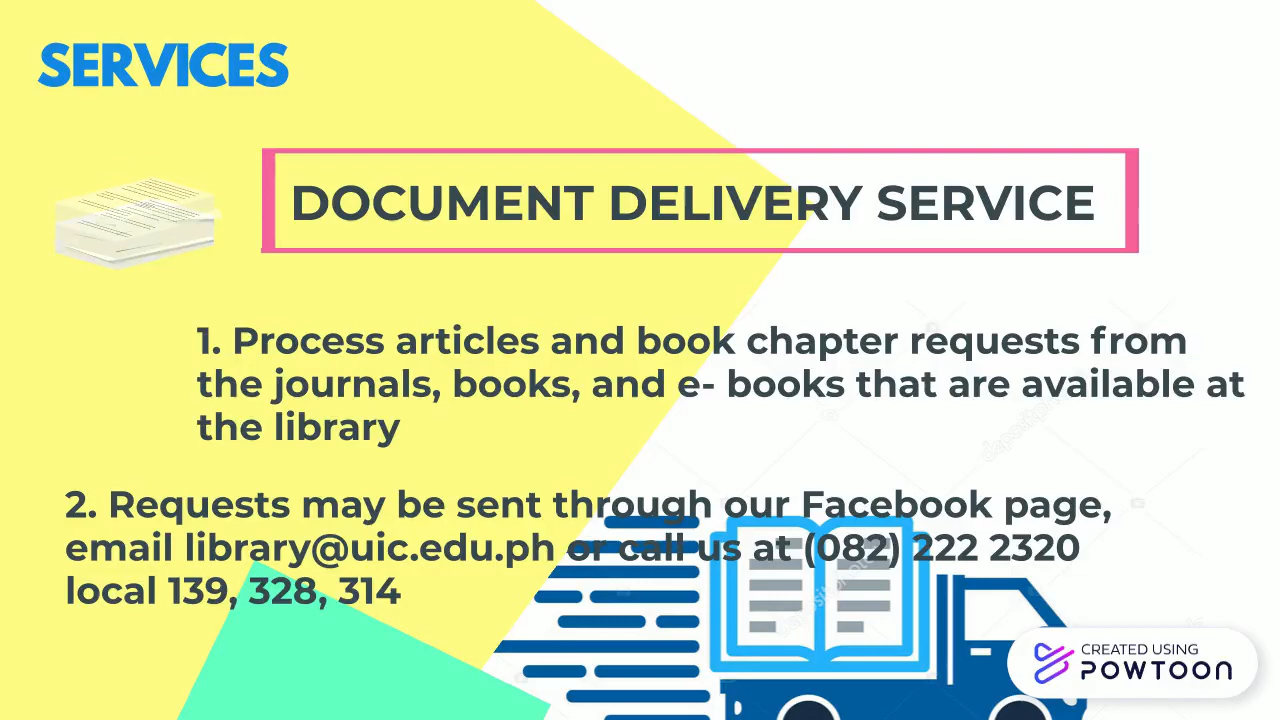 SERVICES
DOCUMENT DELIVERY SERVICE
1. Process articles and book chapter requests from
the journals, books, and e- books that are available at
the library
2. Requests may be sent through our Facebook page,
email library@uic.edu.ph or call us at (082) 222 2320
local 139, 328, 314
CREATED USING
POWTOON